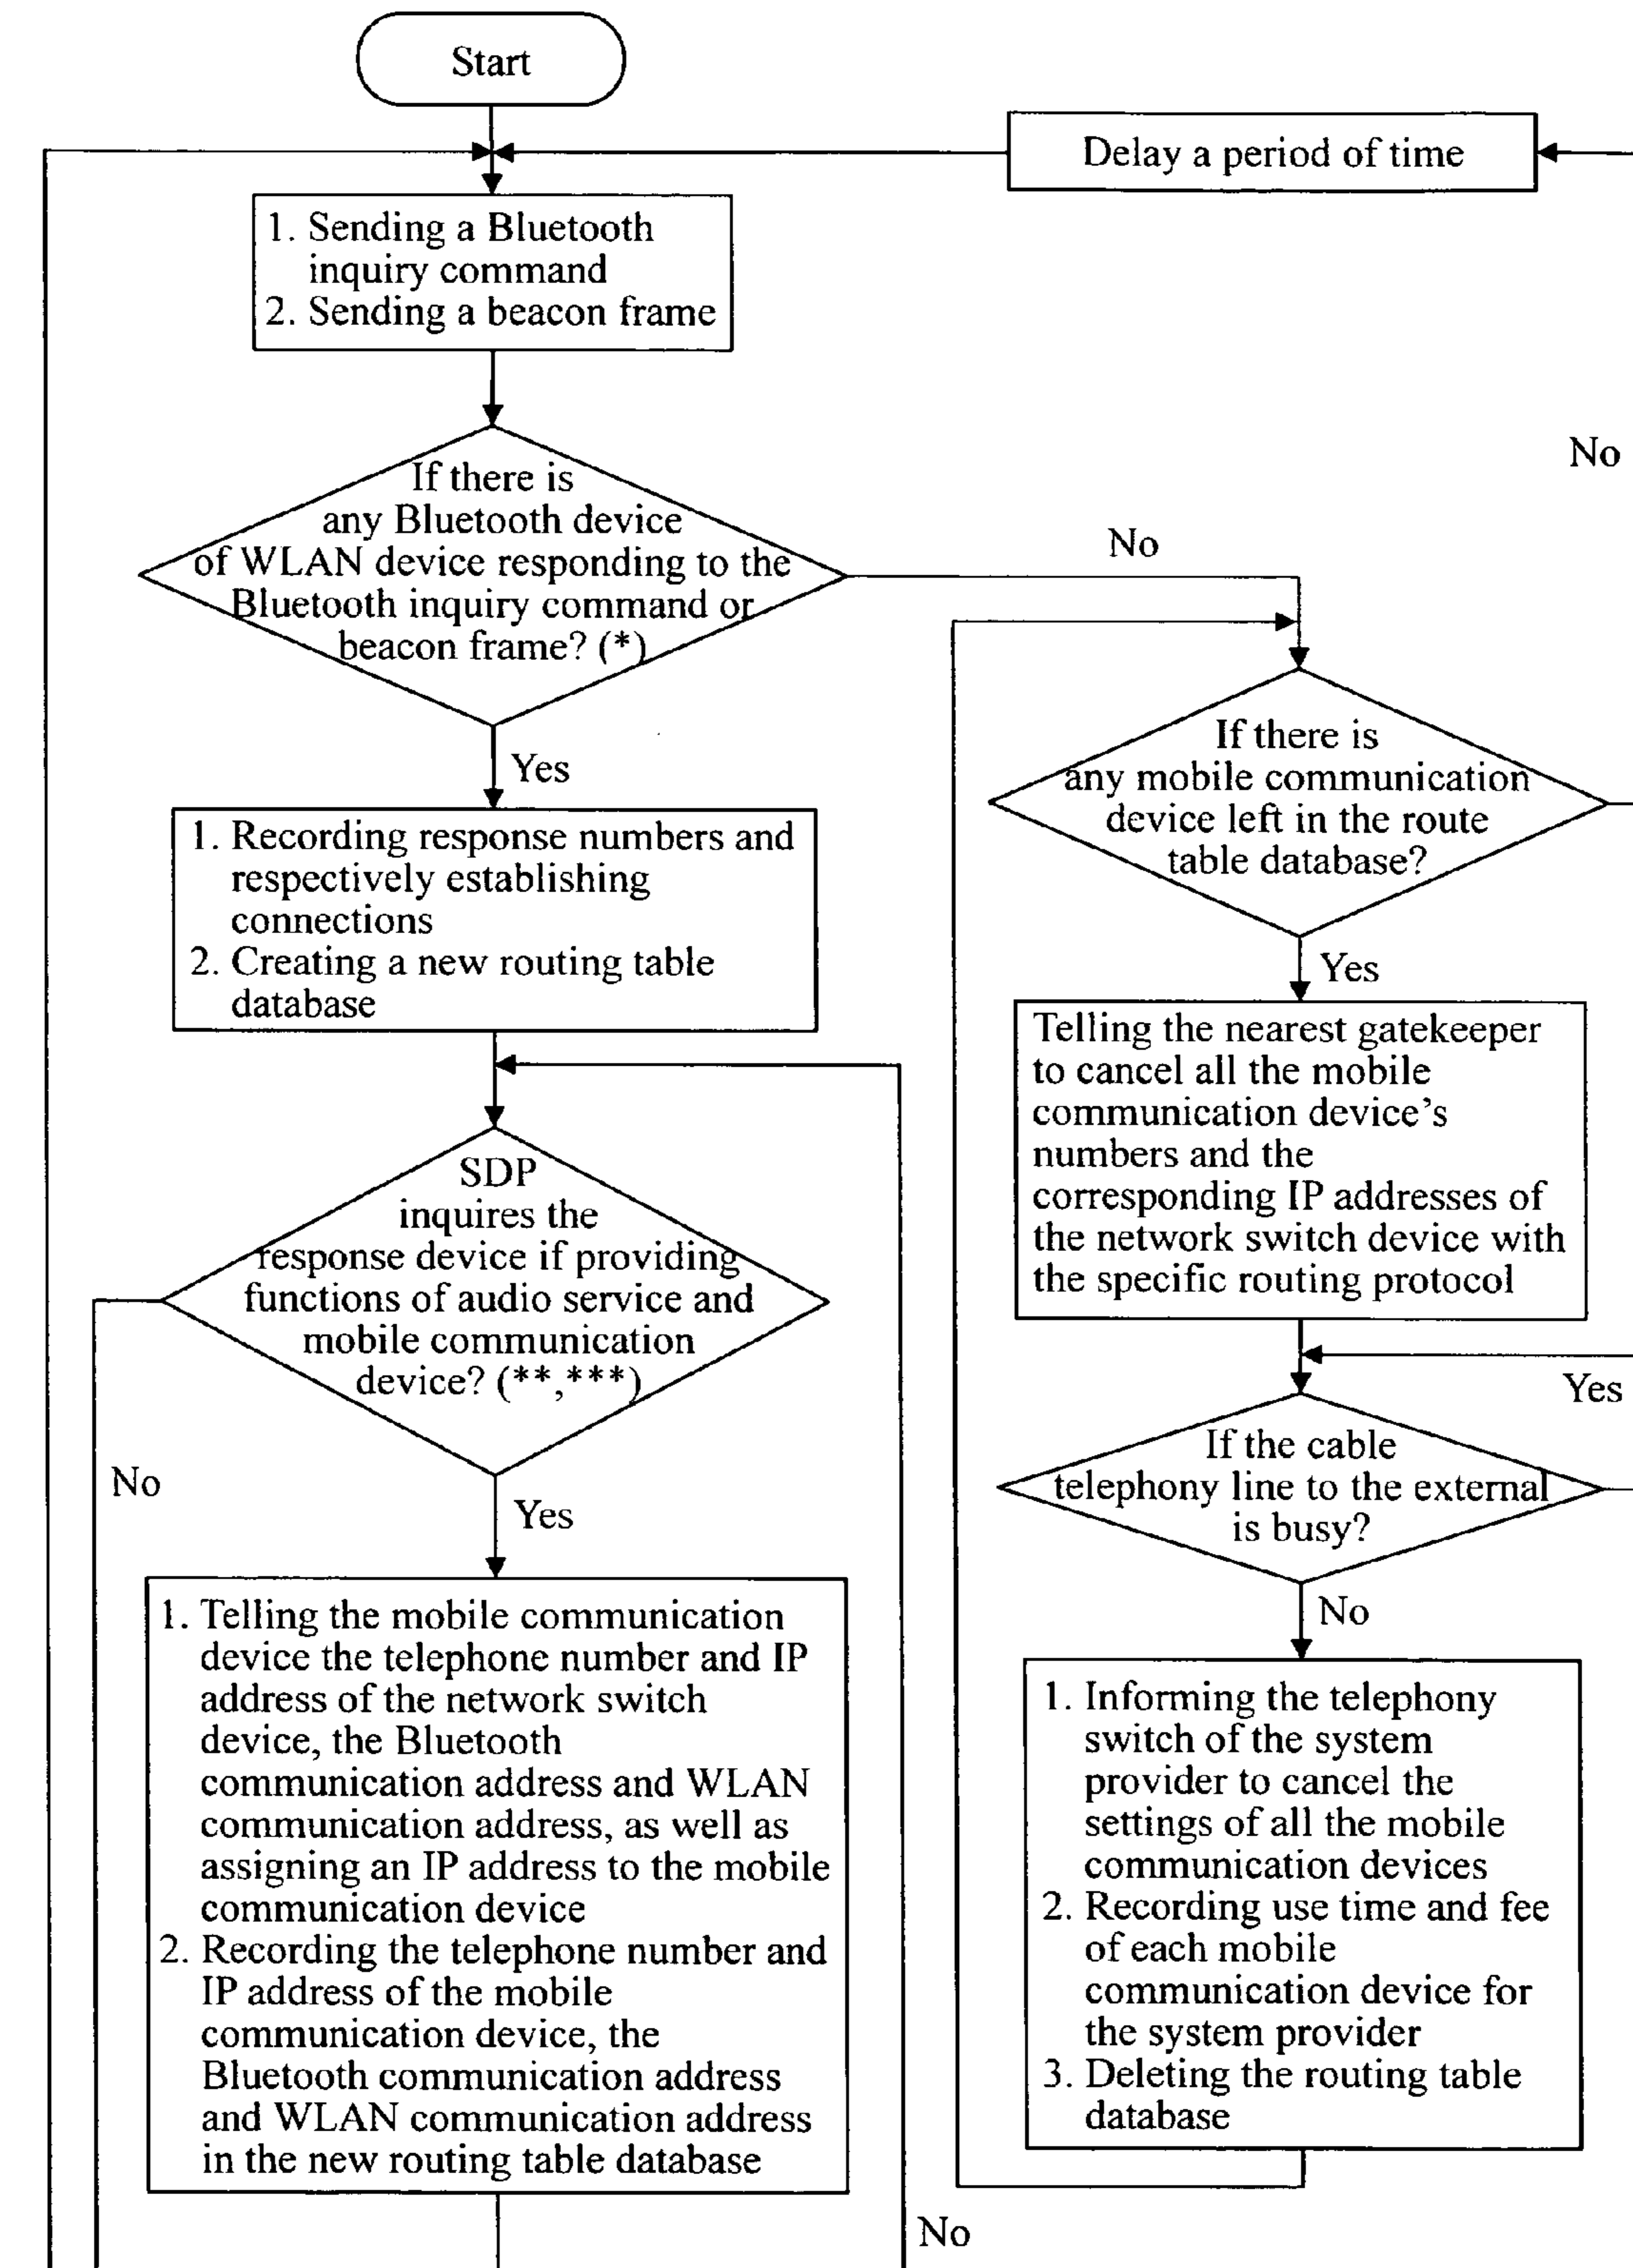 Start
Delay a period of time
1. Sending a Bluetooth
inquiry command
2. Sending a beacon frame
No
If there is
any Bluetooth device
of WLAN device responding to the
Bluetooth inquiry command or
beacon frame? (*)
No
Yes
If there is
any mobile communication
device left in the route
table database?
Yes
1. Recording response numbers and
respectively establishing
connections
2. Creating a new routing table
database
Telling the nearest gatekeeper
to cancel all the mobile
communication device's
numbers and the
corresponding IP addresses of
the network switch device with
the specific routing protocol
SDP
inquires the
response device if providing
functions of audio service and
mobile communication
device? (**,***)
No
Yes
Yes
If the cable
telephony line to the external
is busy?
No
1. Telling the mobile communication
device the telephone number and IP
address of the network switch
device, the Bluetooth
communication address and WLAN
communication address, as well as
assigning an IP address to the mobile
communication device
2. Recording the telephone number and
IP address of the mobile
communication device, the
Bluetooth communication address
and WLAN communication address
in the new routing table database
1. Informing the telephony
switch of the system
provider to cancel the
settings of all the mobile
communication devices
2. Recording use time and fee
of each mobile
communication device for
the system provider
3. Deleting the routing table
database
No